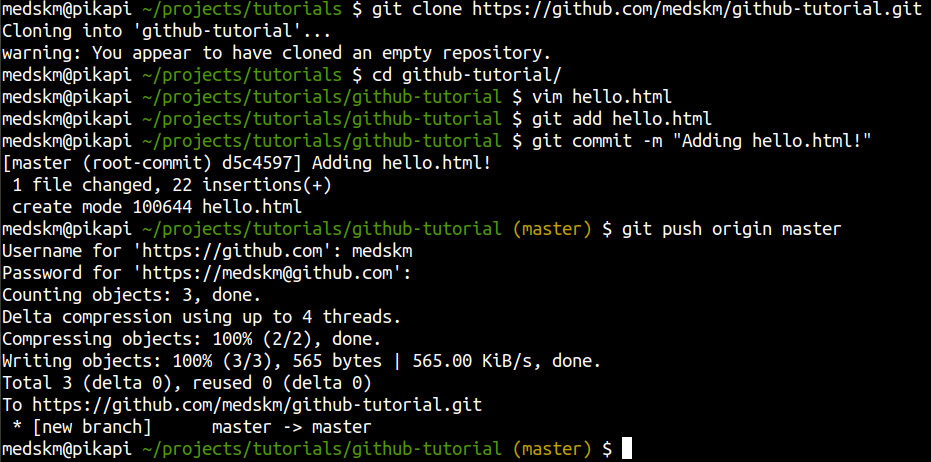 medskm@pikapi ~/projects/tutorials $ git clone https://github.com/medskm/github-tutorial.git
Cloning into 'github-tutorial'...
warning: You appear to have cloned an empty repository.
medskm@pikapi ~/projects/tutorials $ cd github-tutorial/
medskm@pikapi ~/projects/tutorials/github-tutorial $ vim hello.html
medskm@pikapi ~/projects/tutorials/github-tutorial $ git add hello.html
medskm@pikapi ~/projects/tutorials/github-tutorial $ git commit -m "Adding hello.html!"
[master (root-commit) d5c4597] Adding hello.html!
 1 file changed, 22 insertions(+)
 create mode 100644 hello.html
medskm@pikapi ~/projects/tutorials/github-tutorial (master) $ git push origin master
Username for 'https://github.com': medskm
Password for 'https://medskm@github.com':
Counting objects: 3, done.
Delta compression using up to 4 threads.
Compressing objects: 100% (2/2), done.
Writing objects: 100% (3/3), 565 bytes | 565.00 KiB/s, done.
Total 3 (delta 0), reused 0 (delta 0)
To https://github.com/medskm/github-tutorial.git
 * [new branch]      master -> master
medskm@pikapi ~/projects/tutorials/github-tutorial (master) $